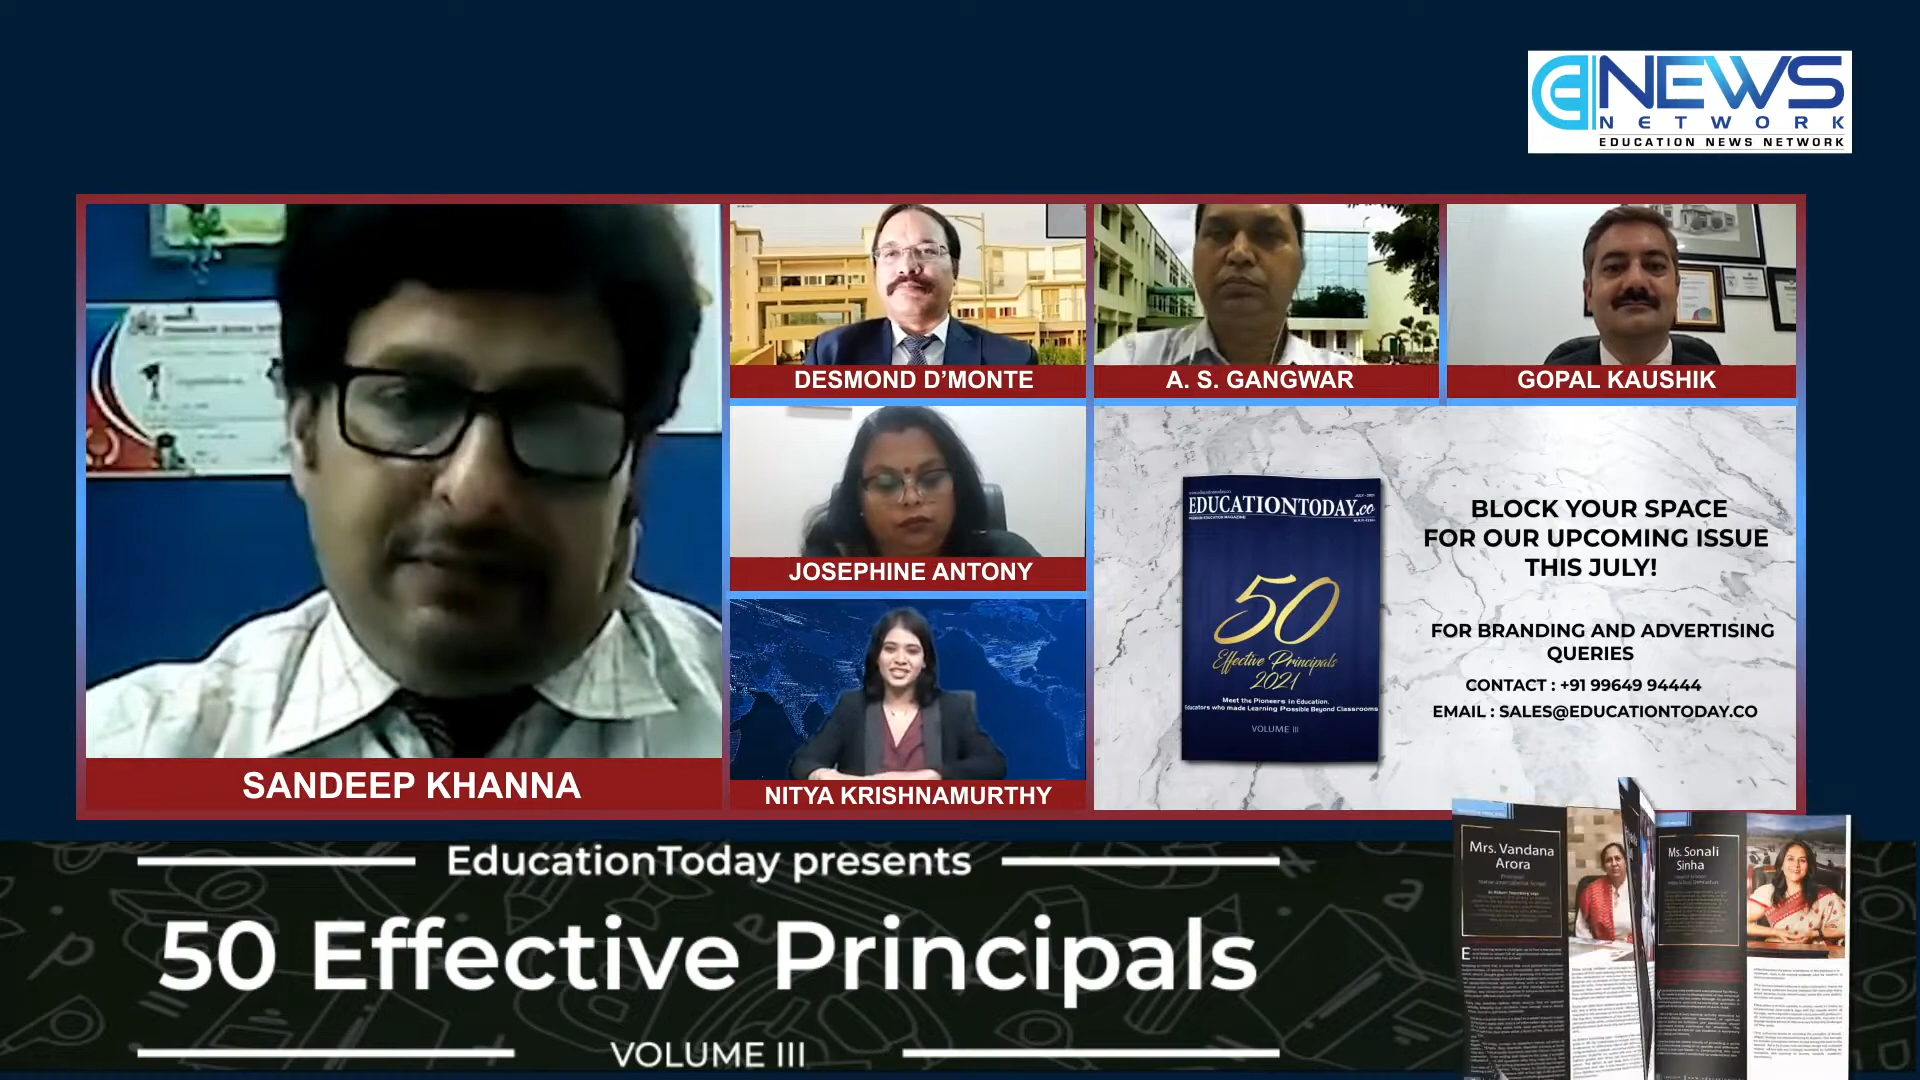 NEWS
NETWORK
EDUCATION NEWS NETWORK
DESMOND D’MONTE
A. S. GANGWAR
GOPAL KAUSHIK
JOSEPHINE ANTONY
SANDEEP KHANNA
NITYA KRISHNAMURTHY
EDUCATIONTODAY.co
50
Effective Principals
2021
Meet the Pioneers in Education.
Educators who made Learning Possible Beyond Classrooms
VOLUME III
BLOCK YOUR SPACE
FOR OUR UPCOMING ISSUE
THIS JULY!
FOR BRANDING AND ADVERTISING
QUERIES
CONTACT : +91 99649 94444
EMAIL : SALES@EDUCATIONTODAY.CO
EducationToday presents
50 Effective Principals
VOLUME III
Mrs. Vandana
Arora
Ms. Sonali
Sinha